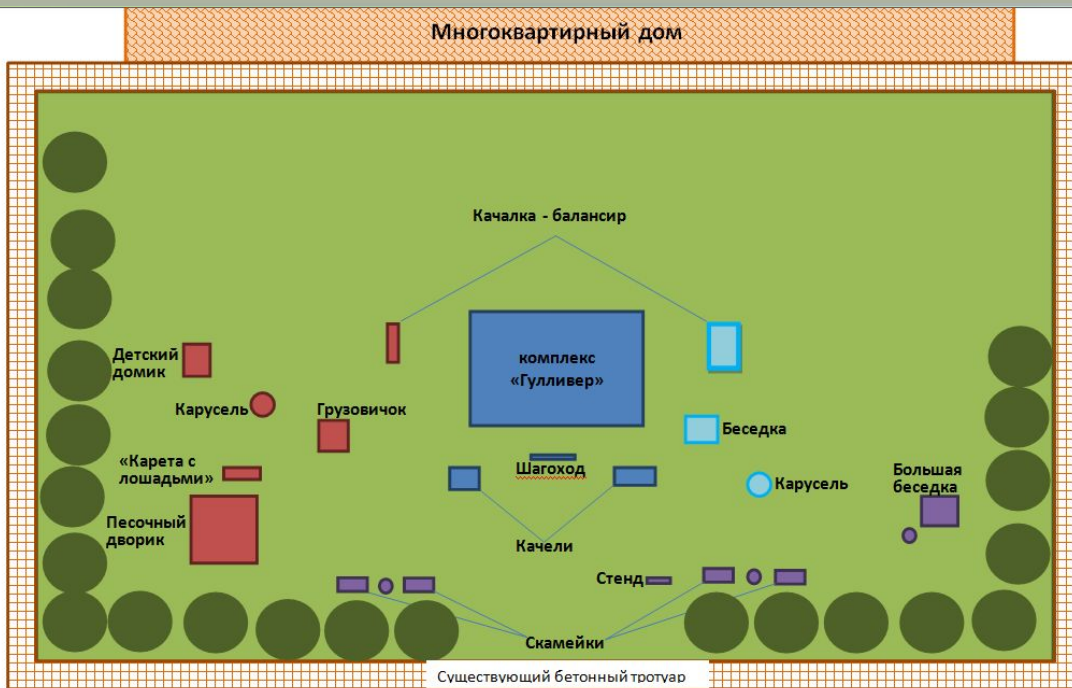 Многоквартирный дом
Качалка - балансир
комплекс
«Гулливер»
Детский
домик
Карусель
Грузовичок
Беседка
«Карета с
лошадьми»
Шагоход
Карусель
Большая
беседка
Песочный
дворик
Качели
Стенд
Скамейки
Существующий бетонный тротуар